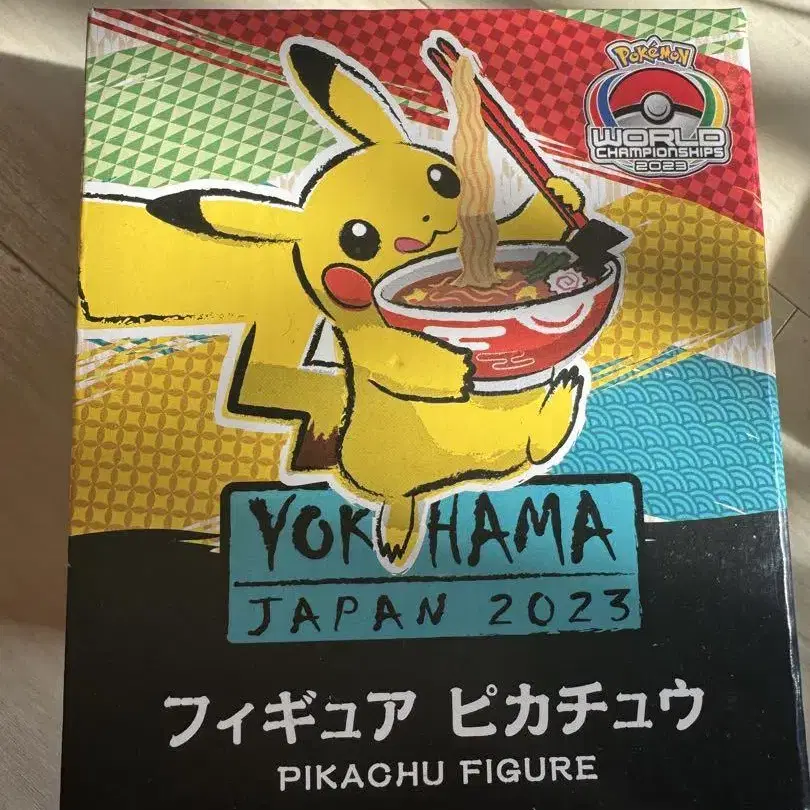 Pokémon
WORLD
CHAMPIONSHIPS
2023
YOKOHAMA
JAPAN 2023
フィギュア ピカチュウ
PIKACHU FIGURE